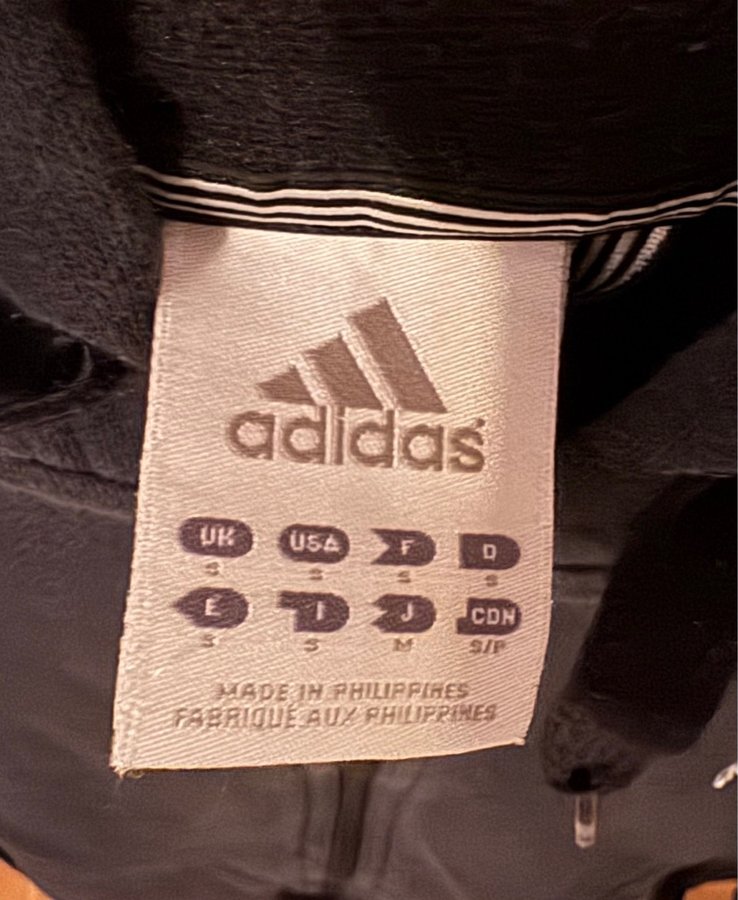 adidas
UK USA F D
S S S S
E I J CDN
S S M S/P
MADE IN PHILIPPINES
FABRIQUÉ AUX PHILIPPINES